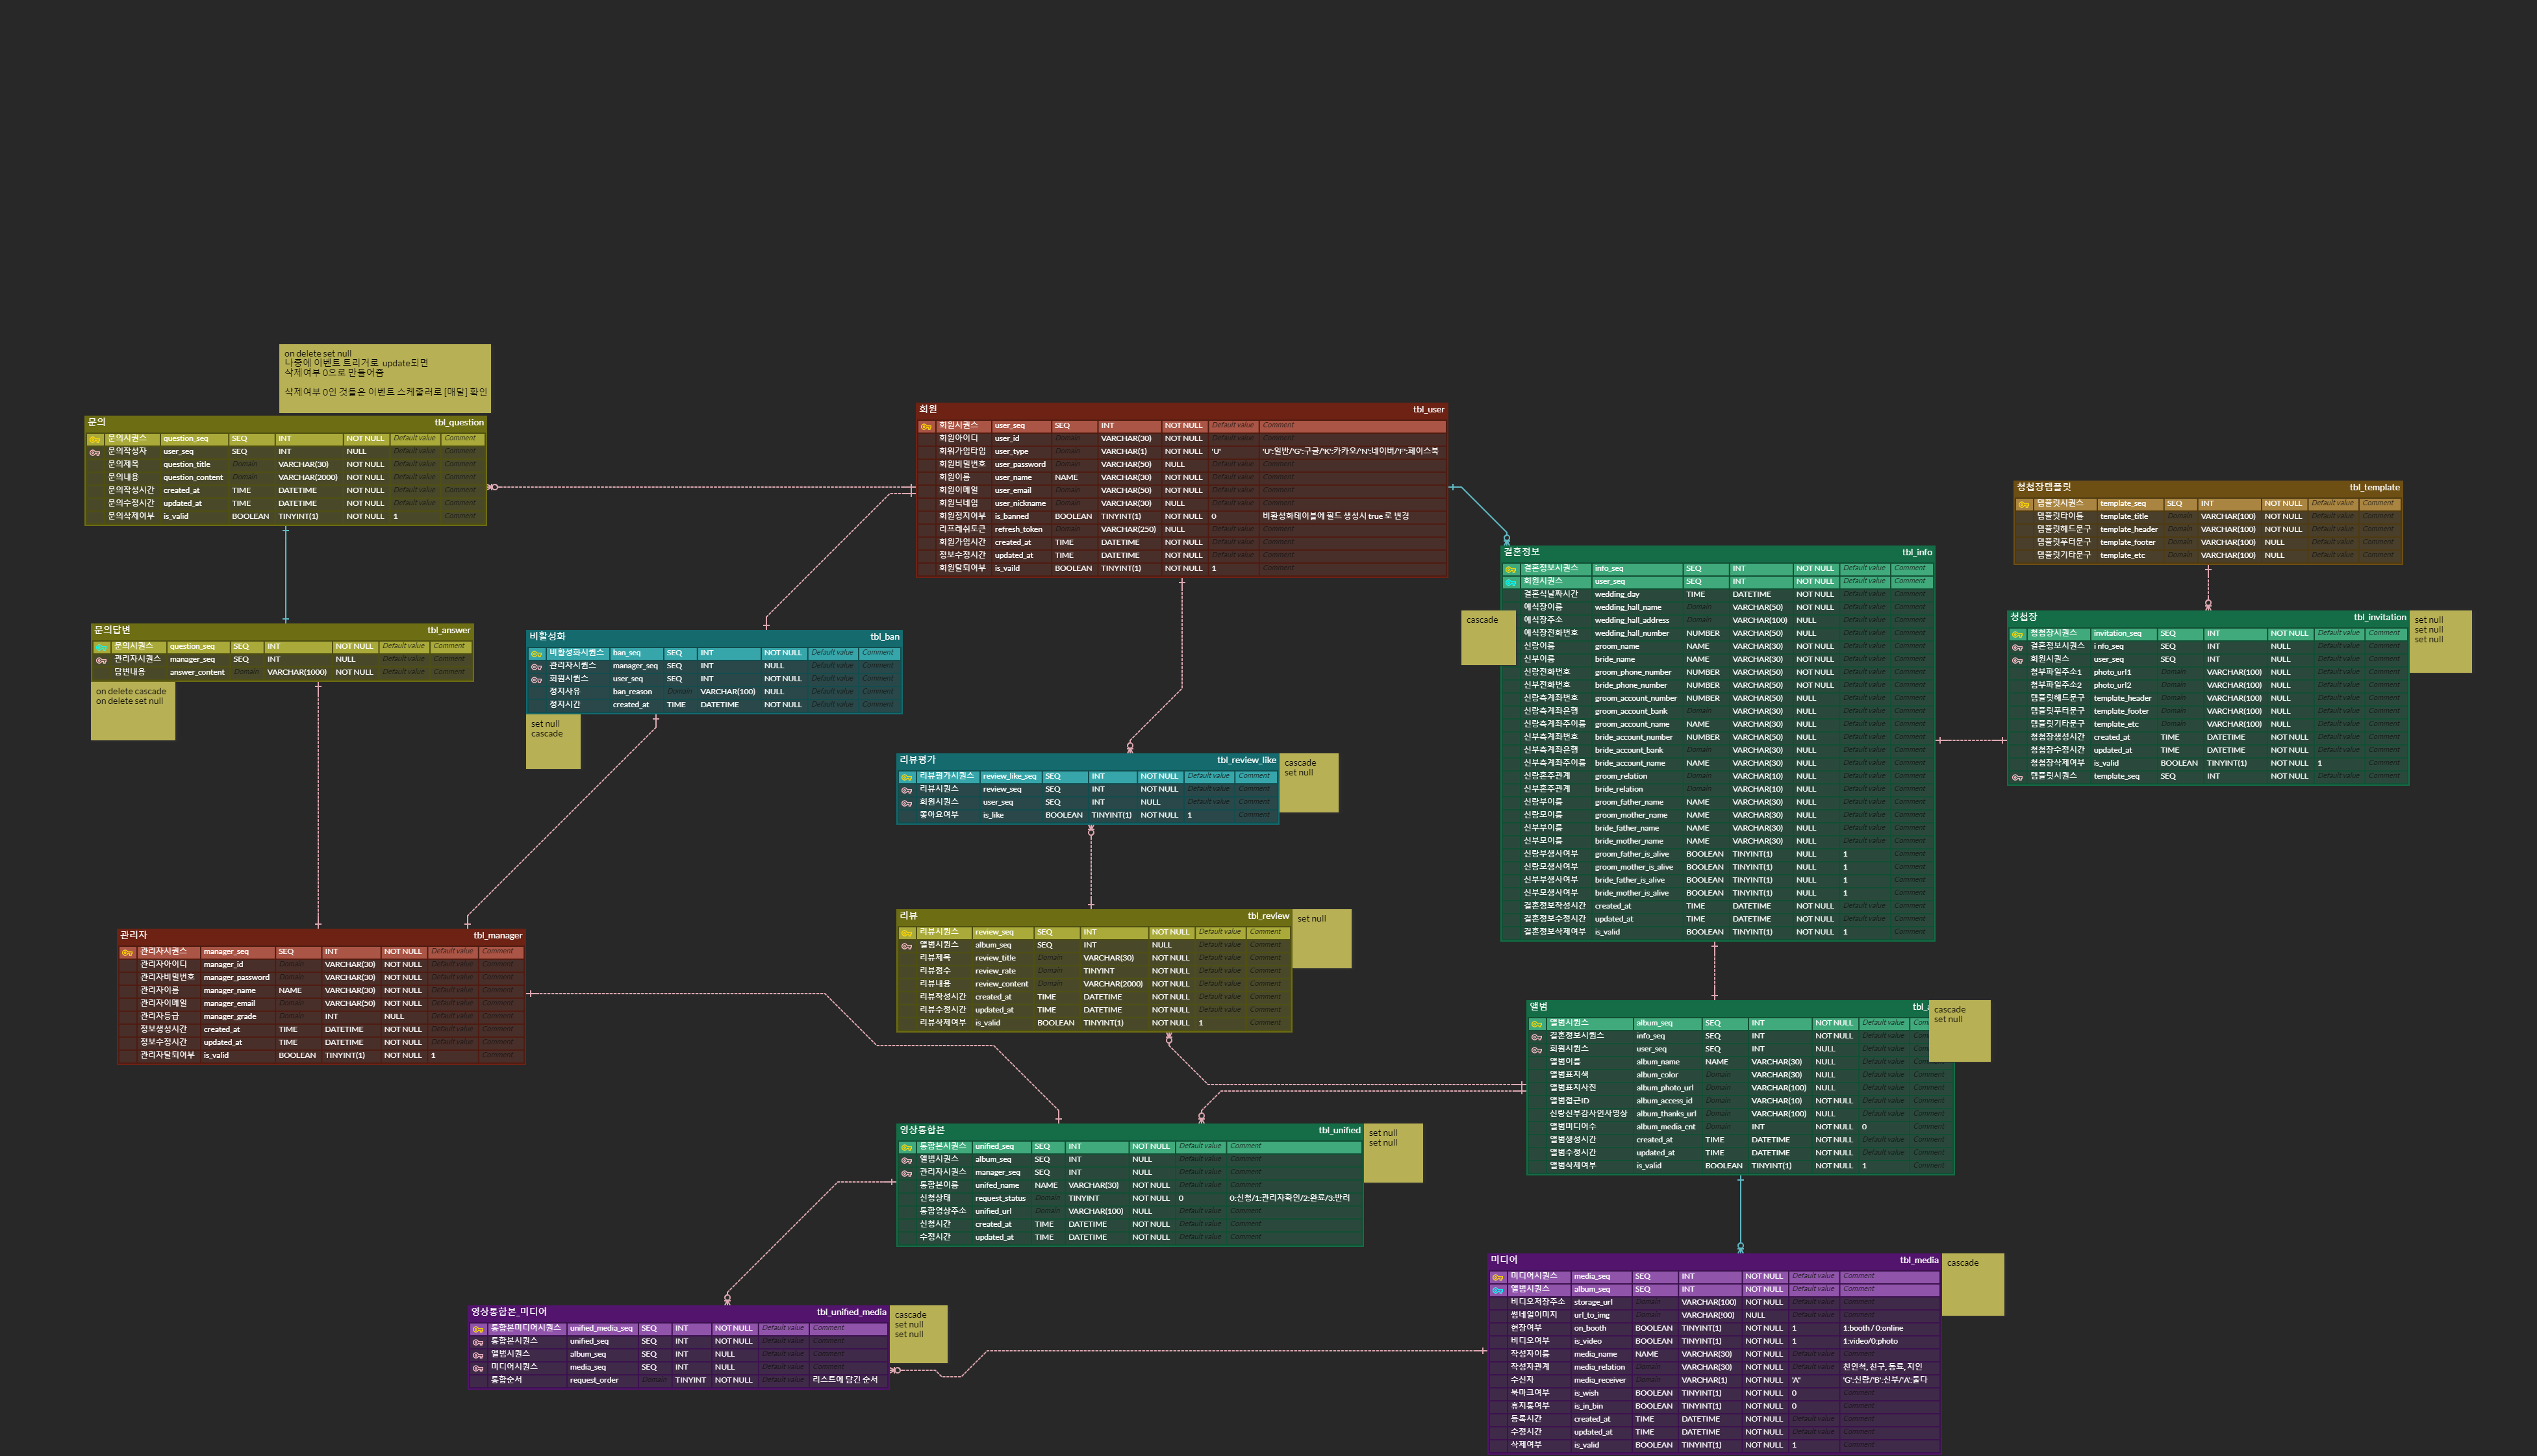 on delete set null
나중에 이벤트 트리거로 update되면
삭제여부 0으로 만들어줌
삭제여부 0인 것들은 이벤트 스케줄러로 [매달] 확인
문의 tbl_question
문의시퀀스 question_seq SEQ INT NOT NULL Default value Comment
문의작성자 user_seq SEQ INT NULL Default value Comment
문의제목 question_title Domain VARCHAR(30) NOT NULL Default value Comment
문의내용 question_content Domain VARCHAR(2000) NOT NULL Default value Comment
문의작성시간 created_at TIME DATETIME NOT NULL Default value Comment
문의수정시간 updated_at TIME DATETIME NOT NULL Default value Comment
문의삭제여부 is_valid BOOLEAN TINYINT(1) NOT NULL 1 Comment
회원 tbl_user
회원시퀀스 user_seq SEQ INT NOT NULL Default value Comment
회원아이디 user_id Domain VARCHAR(30) NOT NULL Default value Comment
회워가입타입 user_type Domain VARCHAR(1) NOT NULL 'U' 'U':일반/'G':구글/'K':카카오/'N':네이버/'F':페이스북
회원비밀번호 user_password Domain VARCHAR(50) NULL Default value Comment
회원이름 user_name NAME VARCHAR(30) NOT NULL Default value Comment
회원이메일 user_email Domain VARCHAR(50) NOT NULL Default value Comment
회원닉네임 user_nickname Domain VARCHAR(30) NULL Default value Comment
회원정지여부 is_banned BOOLEAN TINYINT(1) NOT NULL 0 비활성화테이블에 필드 생성시 true 로 변경
리프레쉬토큰 refresh_token Domain VARCHAR(250) NULL Default value Comment
회원가입시간 created_at TIME DATETIME NOT NULL Default value Comment
정보수정시간 updated_at TIME DATETIME NOT NULL Default value Comment
회원탈퇴여부 is_vaild BOOLEAN TINYINT(1) NOT NULL 1 Comment
청첩장템플릿 tbl_template
탬플릿시퀀스 template_seq SEQ INT NOT NULL Default value Comment
탬플릿타이틀 template_title Domain VARCHAR(100) NOT NULL Default value Comment
탬플릿헤드문구 template_header Domain VARCHAR(100) NOT NULL Default value Comment
탬플릿푸터문구 template_footer Domain VARCHAR(100) NULL Default value Comment
탬플릿기타문구 template_etc Domain VARCHAR(100) NULL Default value Comment
결혼정보 tbl_info
결혼정보시퀀스 info_seq SEQ INT NOT NULL Default value Comment
회원시퀀스 user_seq SEQ INT NOT NULL Default value Comment
결혼식날짜시간 wedding_day TIME DATETIME NOT NULL Default value Comment
예식장이름 wedding_hall_name Domain VARCHAR(50) NOT NULL Default value Comment
예식장주소 wedding_hall_address Domain VARCHAR(100) NULL Default value Comment
예식장전화번호 wedding_hall_number NUMBER VARCHAR(50) NULL Default value Comment
신랑이름 groom_name NAME VARCHAR(30) NOT NULL Default value Comment
신부이름 bride_name NAME VARCHAR(30) NOT NULL Default value Comment
신랑전화번호 groom_phone_number NUMBER VARCHAR(50) NOT NULL Default value Comment
신부전화번호 bride_phone_number NUMBER VARCHAR(50) NOT NULL Default value Comment
신랑측계좌번호 groom_account_number NUMBER VARCHAR(50) NULL Default value Comment
신랑측계좌은행 groom_account_bank Domain VARCHAR(30) NULL Default value Comment
신랑측계좌주이름 groom_account_name NAME VARCHAR(30) NULL Default value Comment
신부측계좌번호 bride_account_number NUMBER VARCHAR(50) NULL Default value Comment
신부측계좌은행 bride_account_bank Domain VARCHAR(30) NULL Default value Comment
신부측계좌주이름 bride_account_name NAME VARCHAR(30) NULL Default value Comment
신랑혼주관계 groom_relation Domain VARCHAR(10) NULL Default value Comment
신부혼주관계 bride_relation Domain VARCHAR(10) NULL Default value Comment
신랑부이름 groom_father_name NAME VARCHAR(30) NULL Default value Comment
신랑모이름 groom_mother_name NAME VARCHAR(30) NULL Default value Comment
신부부이름 bride_father_name NAME VARCHAR(30) NULL Default value Comment
신부모이름 bride_mother_name NAME VARCHAR(30) NULL Default value Comment
신랑부생사여부 groom_father_is_alive BOOLEAN TINYINT(1) NULL 1 Comment
신랑모생사여부 groom_mother_is_alive BOOLEAN TINYINT(1) NULL 1 Comment
신부부생사여부 bride_father_is_alive BOOLEAN TINYINT(1) NULL 1 Comment
신부모생사여부 bride_mother_is_alive BOOLEAN TINYINT(1) NULL 1 Comment
결혼정보작성시간 created_at TIME DATETIME NOT NULL Default value Comment
결혼정보수정시간 updated_at TIME DATETIME NOT NULL Default value Comment
결혼정보삭제여부 is_valid BOOLEAN TINYINT(1) NOT NULL 1 Comment
cascade
청첩장 tbl_invitation
청첩장시퀀스 invitation_seq SEQ INT NOT NULL Default value Comment
결혼정보시퀀스 i nfo_seq SEQ INT NULL Default value Comment
회원시퀀스 user_seq SEQ INT NULL Default value Comment
첨부파일주소1 photo_url1 Domain VARCHAR(100) NULL Default value Comment
첨부파일주소2 photo_url2 Domain VARCHAR(100) NULL Default value Comment
탬플릿헤드문구 template_header Domain VARCHAR(100) NULL Default value Comment
탬플릿푸터문구 template_footer Domain VARCHAR(100) NULL Default value Comment
탬플릿기타문구 template_etc Domain VARCHAR(100) NULL Default value Comment
청첩장생성시간 created_at TIME DATETIME NOT NULL Default value Comment
청첩장수정시간 updated_at TIME DATETIME NOT NULL Default value Comment
청첩장삭제여부 is_valid BOOLEAN TINYINT(1) NOT NULL 1 Comment
탬플릿시퀀스 template_seq SEQ INT NOT NULL Default value Comment
set null
set null
set null
문의답변 tbl_answer
문의시퀀스 question_seq SEQ INT NOT NULL Default value Comment
관리자시퀀스 manager_seq SEQ INT NULL Default value Comment
답변내용 answer_content Domain VARCHAR(1000) NOT NULL Default value Comment
on delete cascade
on delete set null
비활성화 tbl_ban
비활성화시퀀스 ban_seq SEQ INT NOT NULL Default value Comment
관리자시퀀스 manager_seq SEQ INT NULL Default value Comment
회원시퀀스 user_seq SEQ INT NOT NULL Default value Comment
정지사유 ban_reason Domain VARCHAR(100) NULL Default value Comment
정지시간 created_at TIME DATETIME NOT NULL Default value Comment
set null
cascade
리뷰평가 tbl_review_like
리뷰평가시퀀스 review_like_seq SEQ INT NOT NULL Default value Comment
리뷰시퀀스 review_seq SEQ INT NOT NULL Default value Comment
회원시퀀스 user_seq SEQ INT NULL Default value Comment
좋아요여부 is_like BOOLEAN TINYINT(1) NOT NULL 1 Comment
cascade
set null
리뷰 tbl_review
리뷰시퀀스 review_seq SEQ INT NOT NULL Default value Comment
앨범시퀀스 album_seq SEQ INT NULL Default value Comment
리뷰제목 review_title Domain VARCHAR(30) NOT NULL Default value Comment
리뷰점수 review_rate Domain TINYINT NOT NULL Default value Comment
리뷰내용 review_content Domain VARCHAR(2000) NOT NULL Default value Comment
리뷰작성시간 created_at TIME DATETIME NOT NULL Default value Comment
리뷰수정시간 updated_at TIME DATETIME NOT NULL Default value Comment
리뷰삭제여부 is_valid BOOLEAN TINYINT(1) NOT NULL 1 Comment
set null
관리자 tbl_manager
관리자시퀀스 manager_seq SEQ INT NOT NULL Default value Comment
관리자아이디 manager_id Domain VARCHAR(30) NOT NULL Default value Comment
관리자비밀번호 manager_password Domain VARCHAR(30) NOT NULL Default value Comment
관리자이름 manager_name NAME VARCHAR(30) NOT NULL Default value Comment
관리자이메일 manager_email Domain VARCHAR(50) NOT NULL Default value Comment
관리자등급 manager_grade Domain INT NULL Default value Comment
정보생성시간 created_at TIME DATETIME NOT NULL Default value Comment
정보수정시간 updated_at TIME DATETIME NOT NULL Default value Comment
관리자탈퇴여부 is_valid BOOLEAN TINYINT(1) NOT NULL 1 Comment
앨범
앨범시퀀스 album_seq SEQ INT NOT NULL Default value
결혼정보시퀀스 info_seq SEQ INT NOT NULL Default value
회원시퀀스 user_seq SEQ INT NULL Default value
앨범이름 album_name NAME VARCHAR(30) NULL Default value
앨범표지색 album_color Domain VARCHAR(30) NULL Default value Comment
앨범표지사진 album_photo_url Domain VARCHAR(100) NULL Default value Comment
앨범접근ID album_access_id Domain VARCHAR(10) NOT NULL Default value Comment
신랑신부감사인사영상 album_thanks_url Domain VARCHAR(100) NULL Default value Comment
앨범미디어수 album_media_cnt Domain INT NOT NULL 0 Comment
앨범생성시간 created_at TIME DATETIME NOT NULL Default value Comment
앨범수정시간 updated_at TIME DATETIME NOT NULL Default value Comment
앨범삭제여부 is_valid BOOLEAN TINYINT(1) NOT NULL 1 Comment
cascade
set null
영상통합본 tbl_unified
통합본시퀀스 unified_seq SEQ INT NOT NULL Default value Comment
앨범시퀀스 album_seq SEQ INT NULL Default value Comment
관리자시퀀스 manager_seq SEQ INT NULL Default value Comment
통합본이름 unifed_name NAME VARCHAR(30) NOT NULL Default value Comment
신청상태 request_status Domain TINYINT NOT NULL 0 0:신청/1:관리자확인/2:완료/3:반려
통합영상주소 unified_url Domain VARCHAR(100) NULL Default value Comment
신청시간 created_at TIME DATETIME NOT NULL Default value Comment
수정시간 updated_at TIME DATETIME NOT NULL Default value Comment
set null
set null
미디어 tbl_media
미디어시퀀스 media_seq SEQ INT NOT NULL Default value Comment
앨범시퀀스 album_seq SEQ INT NOT NULL Default value Comment
비디오저장주소 storage_url Domain VARCHAR(100) NOT NULL Default value Comment
썸네일이미지 url_to_img Domain VARCHAR(!00) NULL Default value Comment
현장여부 on_booth BOOLEAN TINYINT(1) NOT NULL 1 1:booth / 0:online
비디오여부 is_video BOOLEAN TINYINT(1) NOT NULL 1 1:video/0:photo
작성자이름 media_name NAME VARCHAR(30) NOT NULL Default value Comment
작성자관계 media_relation Domain VARCHAR(30) NOT NULL Default value 친인척, 친구, 동료, 지인
수신자 media_receiver Domain VARCHAR(1) NOT NULL "A" 'G':신랑/'B':신부/'A':둘다
북마크여부 is_wish BOOLEAN TINYINT(1) NOT NULL 0 Comment
휴지통여부 is_in_bin BOOLEAN TINYINT(1) NOT NULL 0 Comment
등록시간 created_at TIME DATETIME NOT NULL Default value Comment
수정시간 updated_at TIME DATETIME NOT NULL Default value Comment
삭제여부 is_valid BOOLEAN TINYINT(1) NOT NULL 1 Comment
cascade
영상통합본_미디어 tbl_unified_media
통합본미디어시퀀스 unified_media_seq SEQ INT NOT NULL Default value Comment
통합본시퀀스 unified_seq SEQ INT NOT NULL Default value Comment
앨범시퀀스 album_seq SEQ INT NULL Default value Comment
미디어시퀀스 media_seq SEQ INT NULL Default value Comment
통합순서 request_order Domain TINYINT NOT NULL Default value 리스트에 담긴 순서
cascade
set null
set null